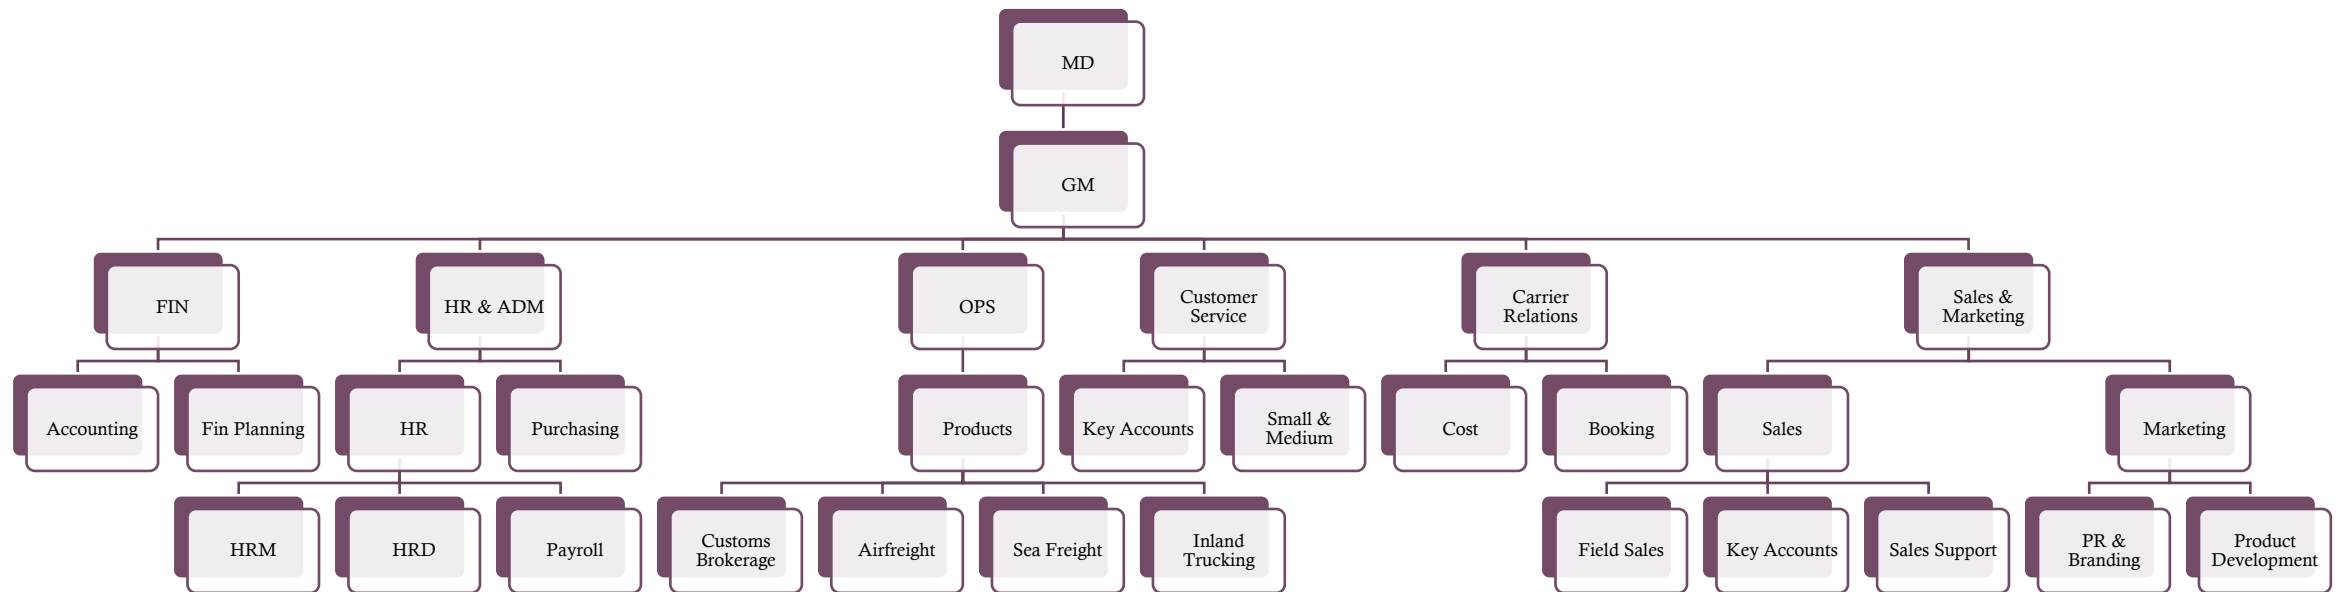 MD
GM
FIN
HR & ADM
OPS
Customer
Service
Carrier
Relations
Sales &
Marketing
Accounting
Fin Planning
HR
Purchasing
Products
Key Accounts
Small &
Medium
Cost
Booking
Sales
Marketing
HRM
HRD
Payroll
Customs
Brokerage
Airfreight
Sea Freight
Inland
Trucking
Field Sales
Key Accounts
Sales Support
PR &
Branding
Product
Development